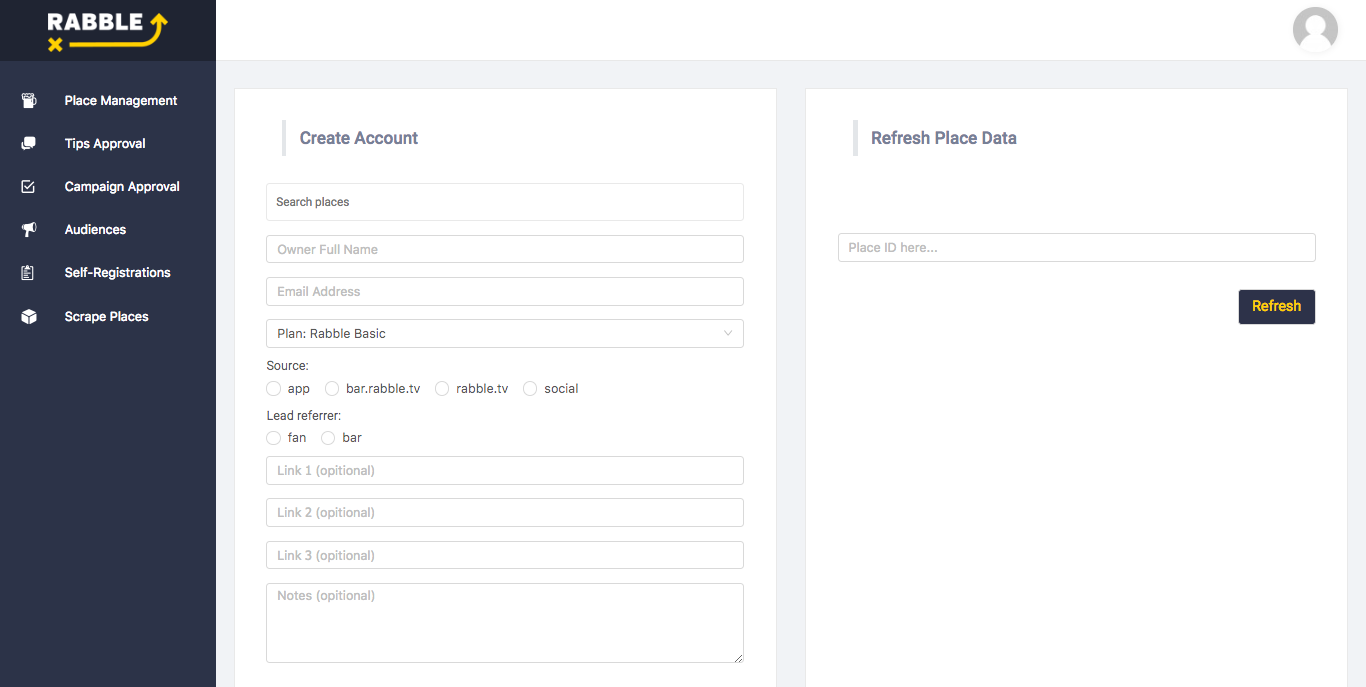 RABBLE
Place Management
Tips Approval
Campaign Approval
Audiences
Self-Registrations
Scrape Places
Create Account
Search places
Owner Full Name
Email Address
Plan: Rabble Basic
Source:
app bar.rabble.tv rabble.tv social
Lead referrer:
fan bar
Link 1 (opitional)
Link 2 (opitional)
Link 3 (opitional)
Notes (opitional)
Refresh Place Data
Place ID here...
Refresh